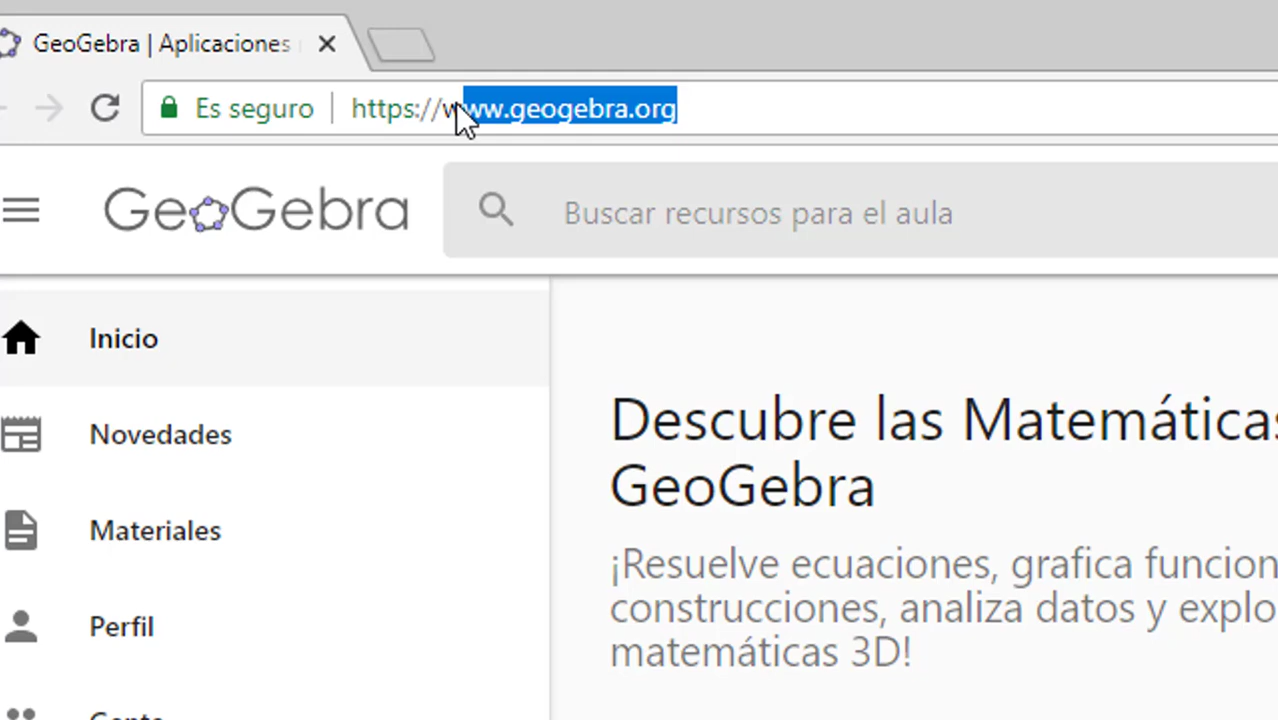 GeoGebra | Aplicaciones
Es seguro
https://www.geogebra.org
GeoGebra
Buscar recursos para el aula
Inicio
Novedades
Materiales
Perfil
Descubre las Matemáticas
GeoGebra
¡Resuelve ecuaciones, grafica funcion
construcciones, analiza datos y explo
matemáticas 3D!